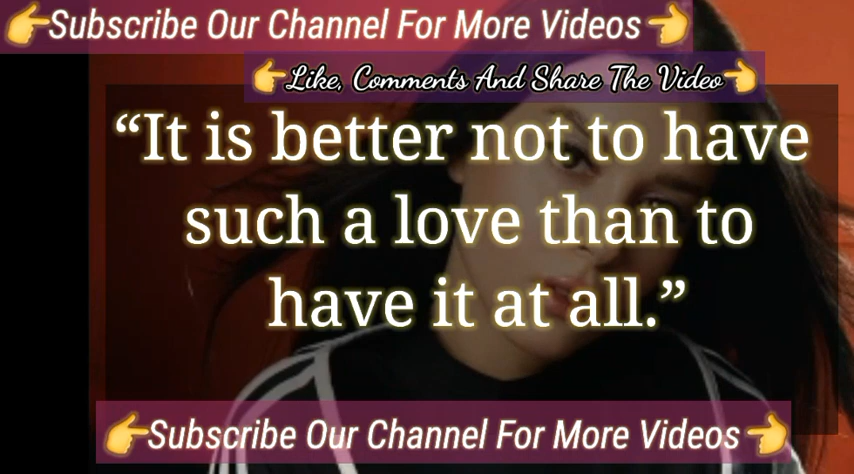 👉Subscribe Our Channel For More Videos👈
👉Like, Comments And Share The Video👈
“It is better not to have
such a love than to
have it at all.”
👉Subscribe Our Channel For More Videos👈